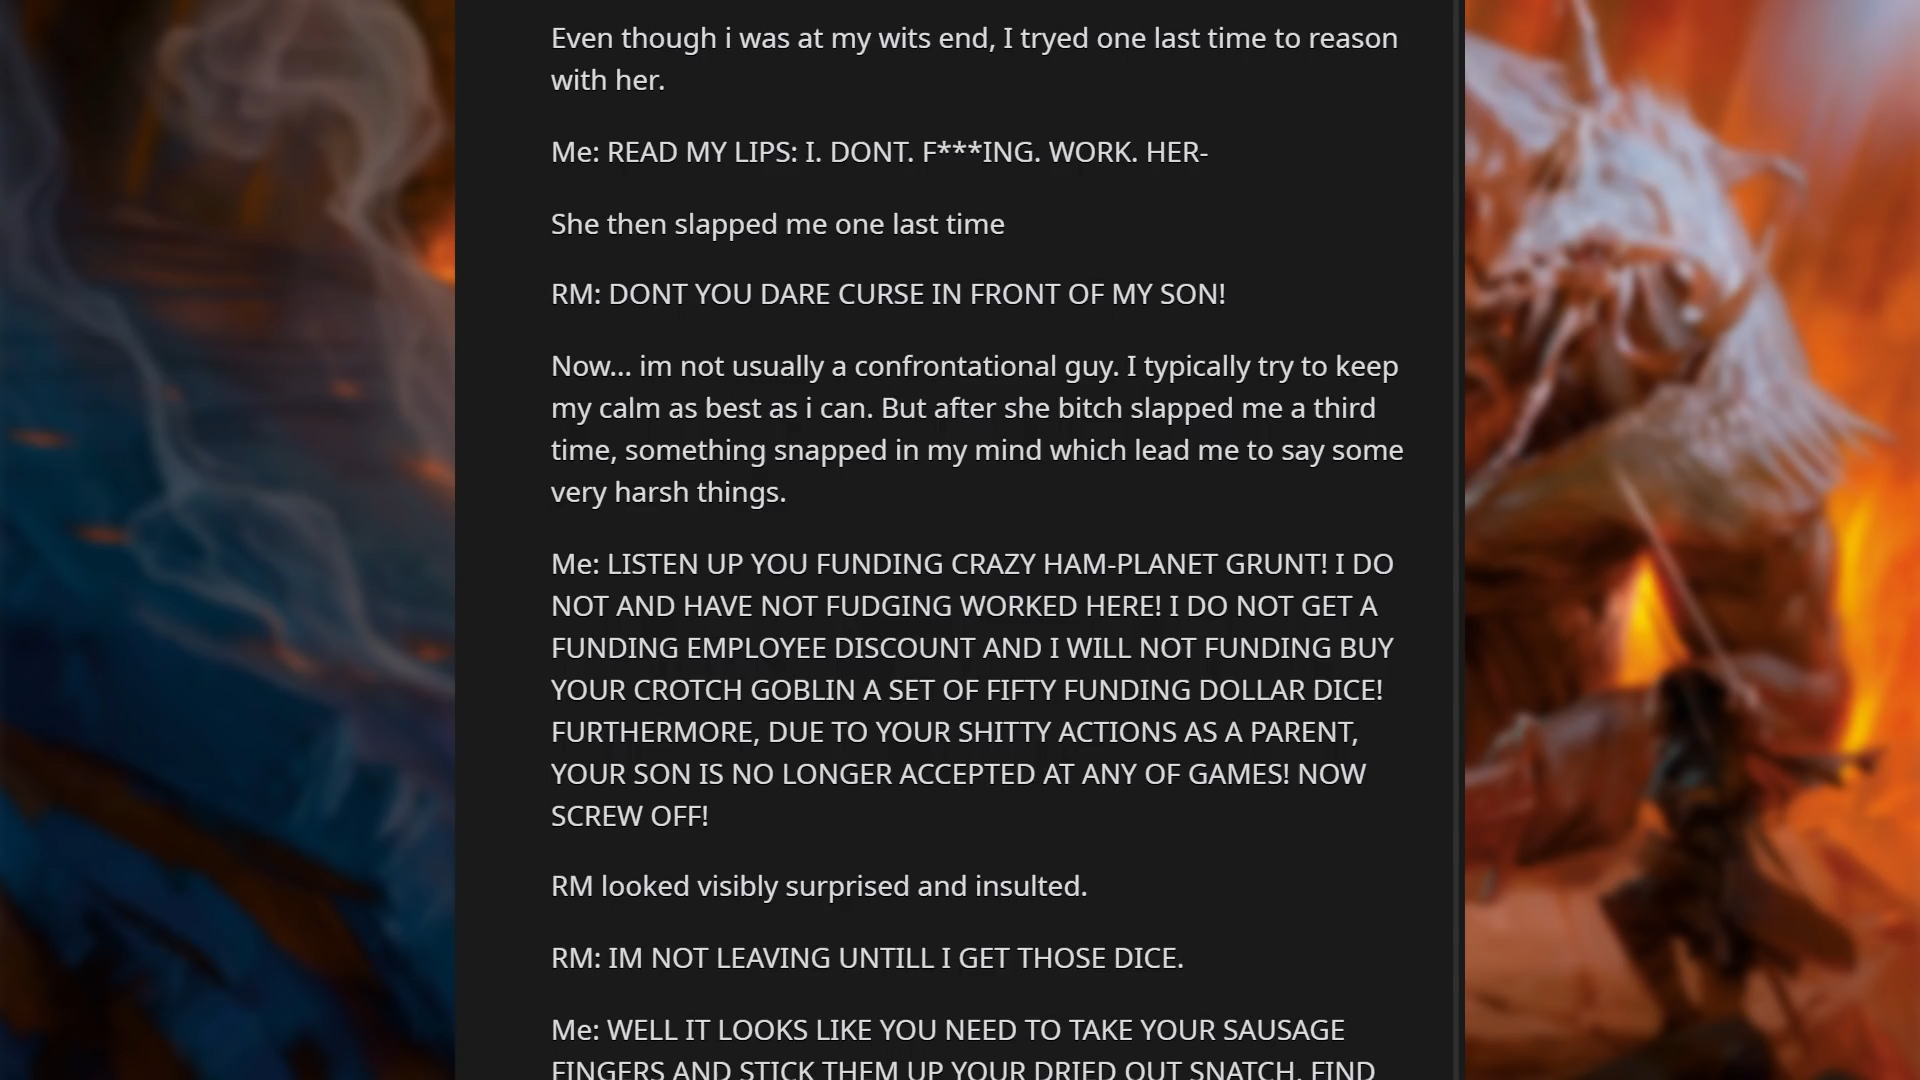 Even though i was at my wits end, I tryed one last time to reason
with her.
Me: READ MY LIPS: I. DONT. F***ING. WORK. HER-
She then slapped me one last time
RM: DONT YOU DARE CURSE IN FRONT OF MY SON!
Now... im not usually a confrontational guy. I typically try to keep
my calm as best as i can. But after she bitch slapped me a third
time, something snapped in my mind which lead me to say some
very harsh things.
Me: LISTEN UP YOU FUNDING CRAZY HAM-PLANET GRUNT! I DO
NOT AND HAVE NOT FUDGING WORKED HERE! I DO NOT GET A
FUNDING EMPLOYEE DISCOUNT AND I WILL NOT FUNDING BUY
YOUR CROTCH GOBLIN A SET OF FIFTY FUNDING DOLLAR DICE!
FURTHERMORE, DUE TO YOUR SHITTY ACTIONS AS A PARENT,
YOUR SON IS NO LONGER ACCEPTED AT ANY OF GAMES! NOW
SCREW OFF!
RM looked visibly surprised and insulted.
RM: IM NOT LEAVING UNTILL I GET THOSE DICE.
Me: WELL IT LOOKS LIKE YOU NEED TO TAKE YOUR SAUSAGE
FINGERS AND STICK THEM UP YOUR DRIED OUT SNATCH, FIND